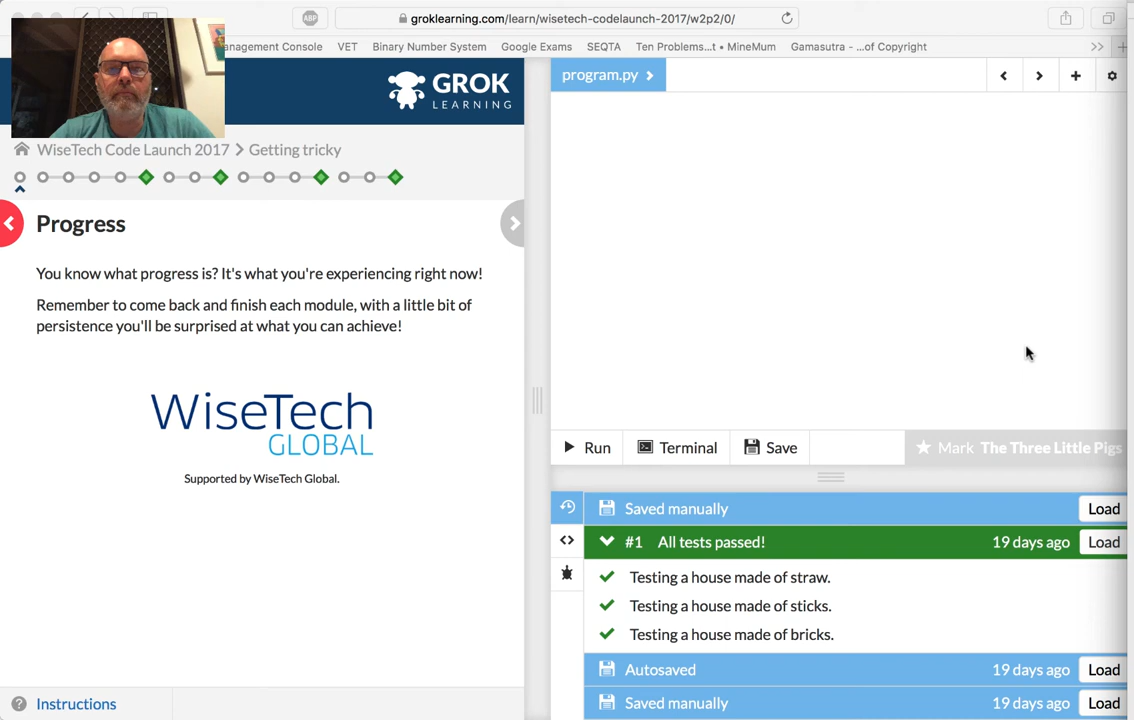 ABP
groklearning.com/learn/wisetech-codelaunch-2017/w2p2/0/
anagement Console VET Binary Number System Google Exams SEQTA Ten Problems...t • MineMum Gamasutra - ...of Copyright
GROK
LEARNING
program.py
WiseTech Code Launch 2017 Getting tricky
Progress
You know what progress is? It's what you're experiencing right now!
Remember to come back and finish each module, with a little bit of
persistence you'll be surprised at what you can achieve!
WiseTech
GLOBAL
Supported by WiseTech Global.
Instructions
Run Terminal Save Mark The Three Little Pigs
Saved manually Load
#1 All tests passed! 19 days ago Load
Testing a house made of straw.
Testing a house made of sticks.
Testing a house made of bricks.
Autosaved 19 days ago Load
Saved manually 19 days ago Load